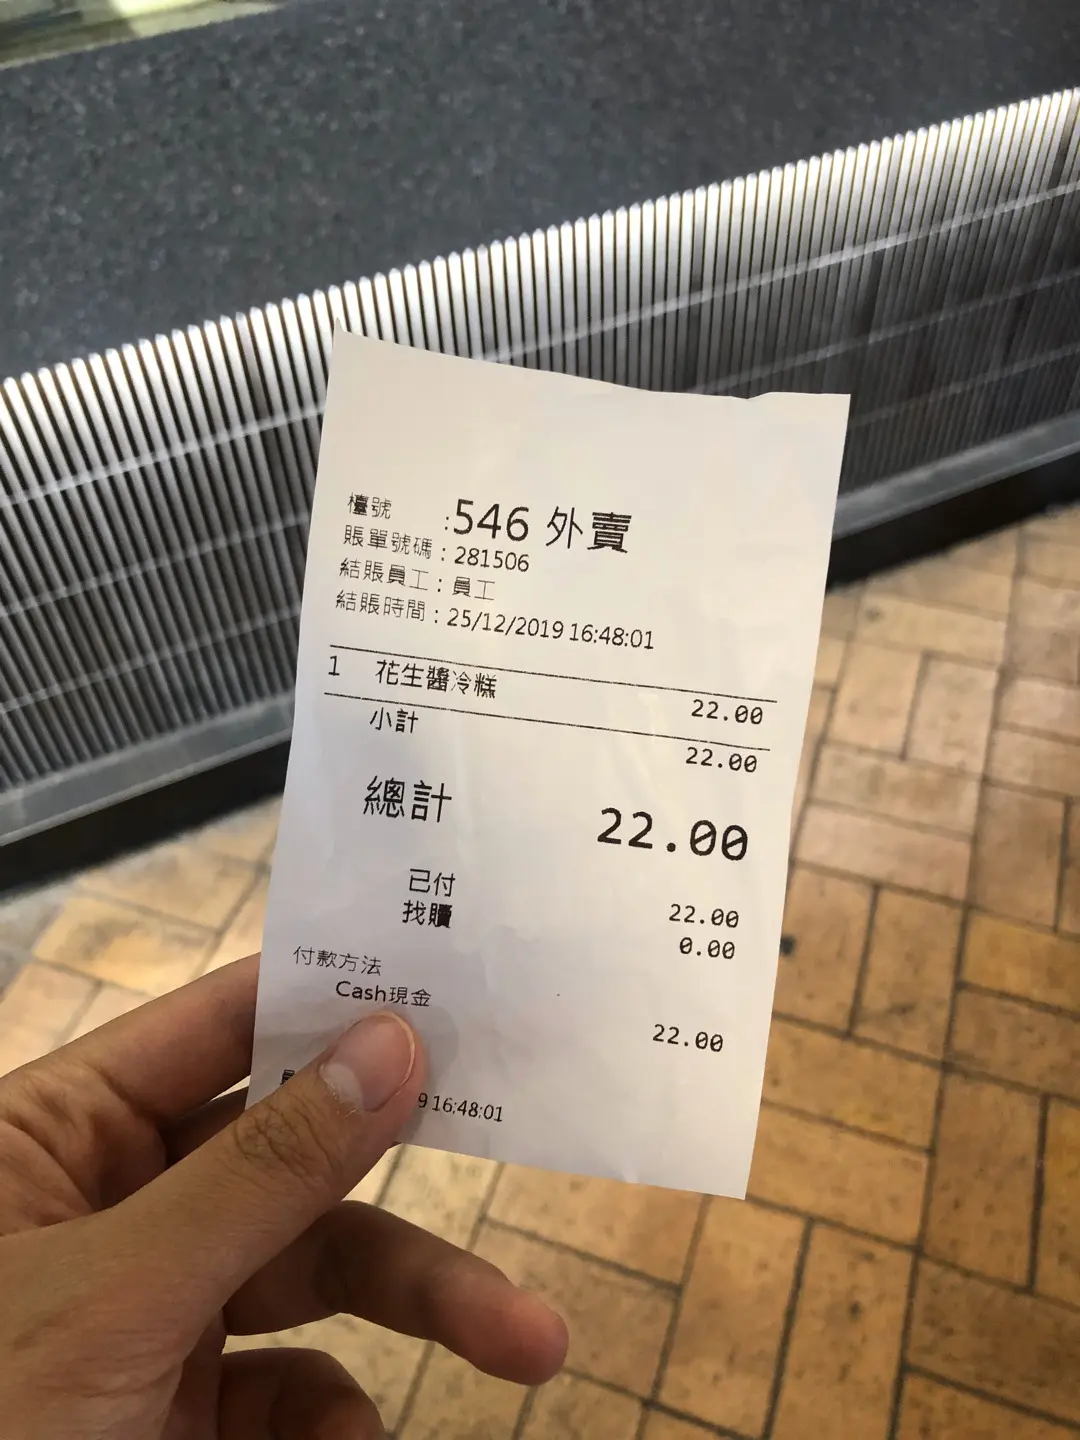 檯號 :546 外賣
賬單號碼 : 281506
結賬員工 : 員工
結賬時間 : 25/12/2019 16:48:01
1 花生醬冷糕 22.00
小計 22.00
總計 22.00
已付 22.00
找贖 0.00
付款方法
Cash現金 22.00
9 16:48:01